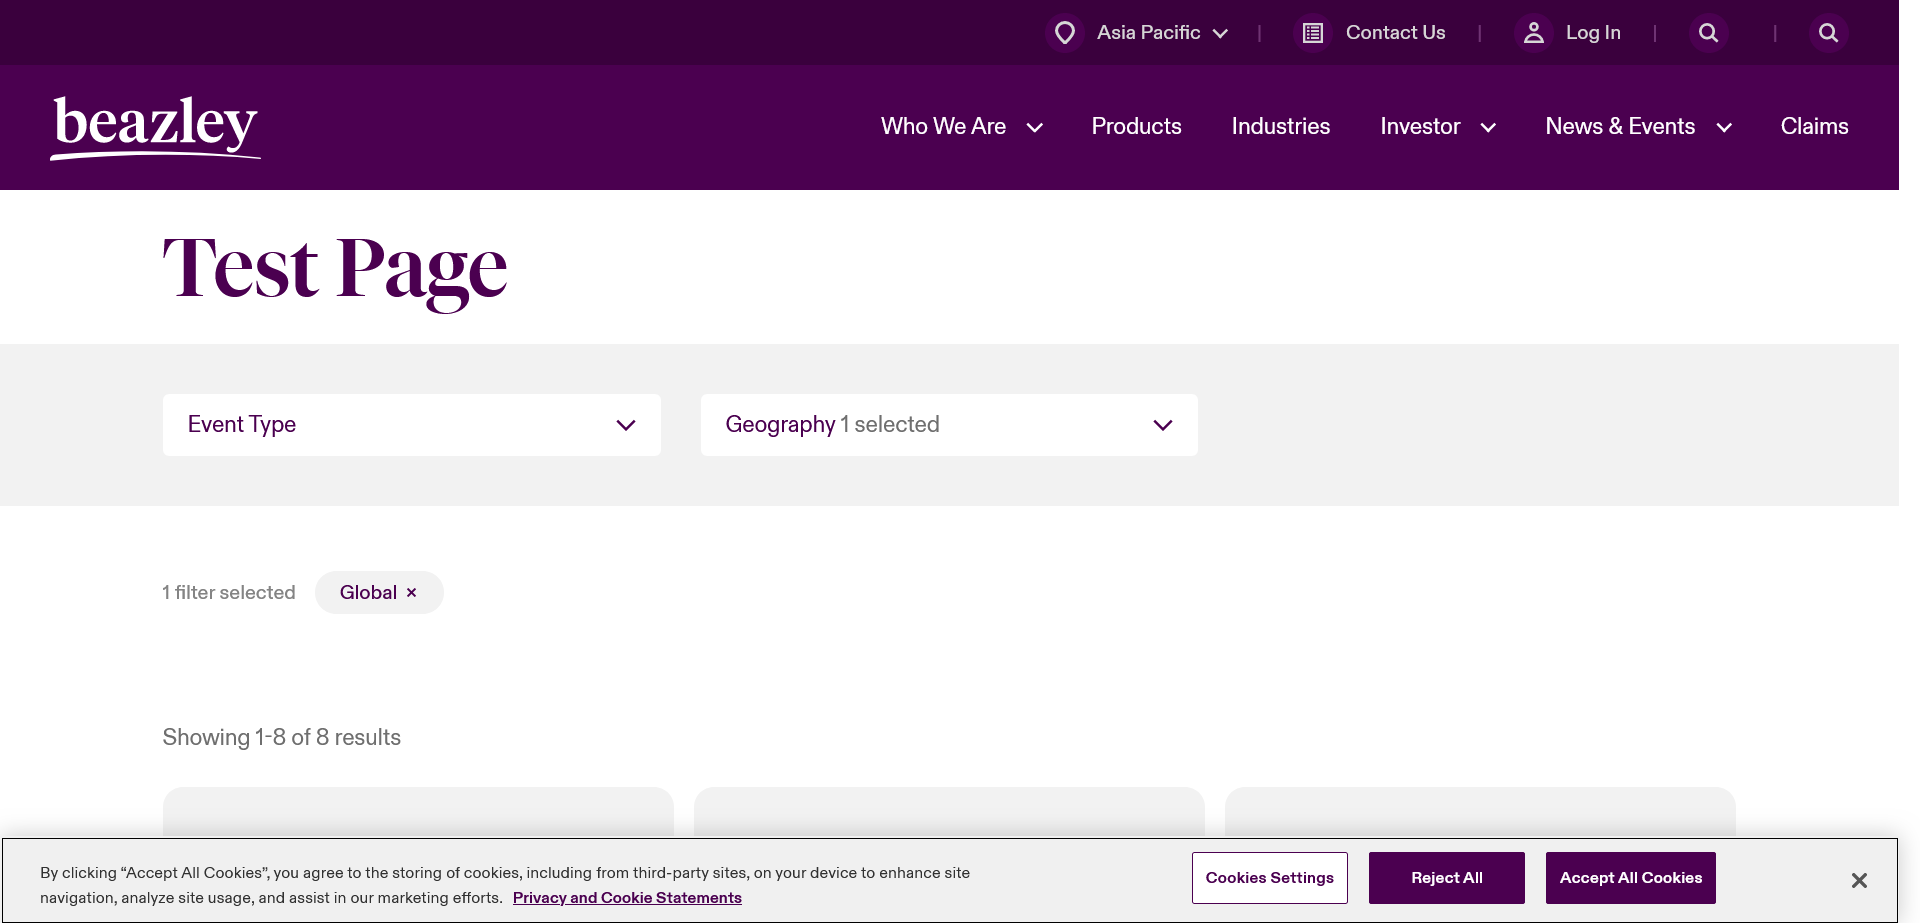 Asia Pacific
Contact Us
Log In
beazley
Who We Are
Products
Industries
Investor
News & Events
Claims
Test Page
Event Type
Geography 1 selected
1 filter selected
Global ×
Showing 1-8 of 8 results
By clicking “Accept All Cookies”, you agree to the storing of cookies, including from third-party sites, on your device to enhance site
navigation, analyze site usage, and assist in our marketing efforts. Privacy and Cookie Statements
Cookies Settings
Reject All
Accept All Cookies